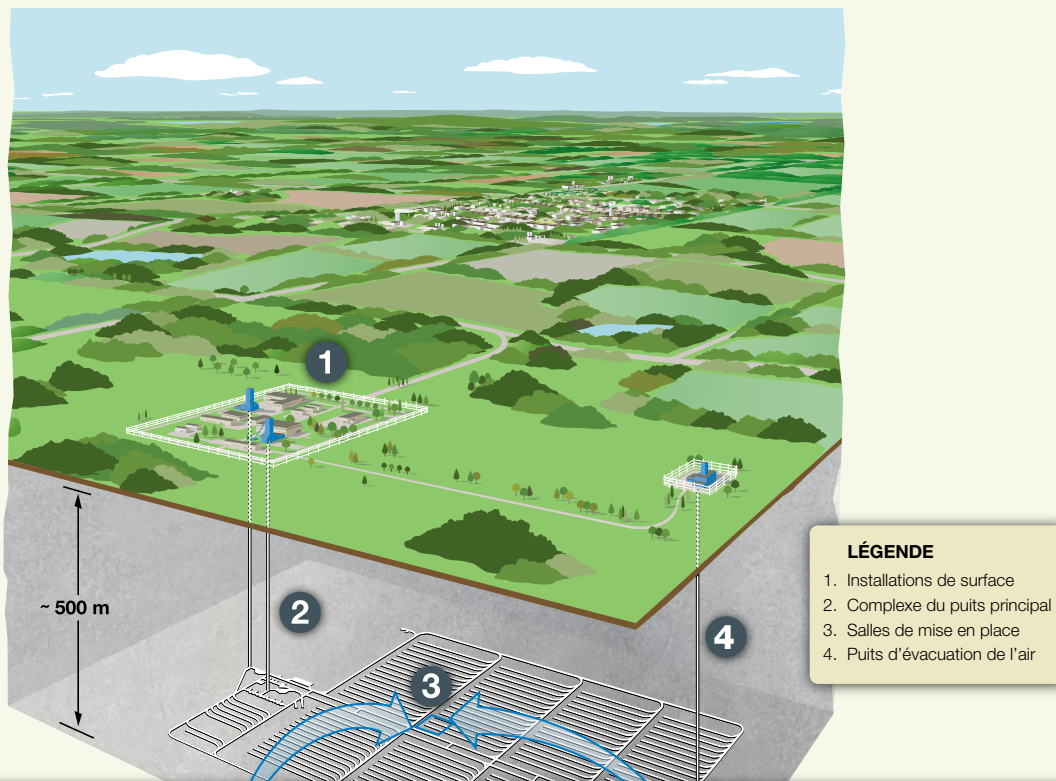 1
~ 500 m
2
3
4
LÉGENDE
1. Installations de surface
2. Complexe du puits principal
3. Salles de mise en place
4. Puits d'évacuation de l'air